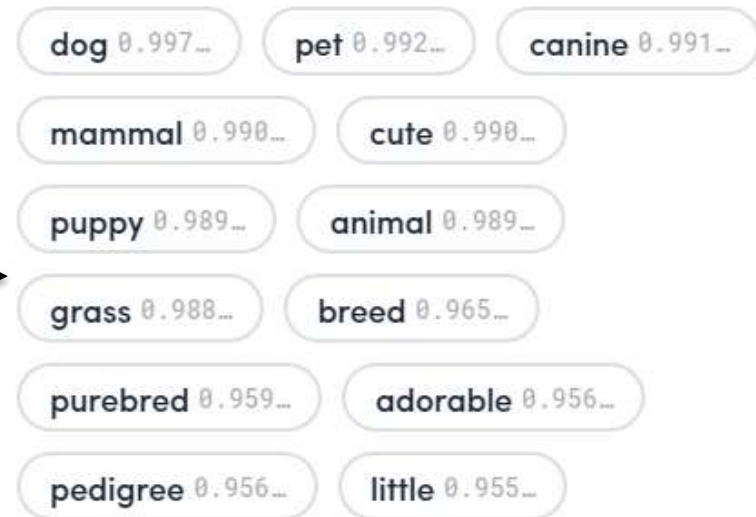 dog 0.997… pet 0.992… canine 0.991…
mammal 0.990… cute 0.990…
puppy 0.989… animal 0.989…
grass 0.988… breed 0.965…
purebred 0.959… adorable 0.956…
pedigree 0.956… little 0.955…